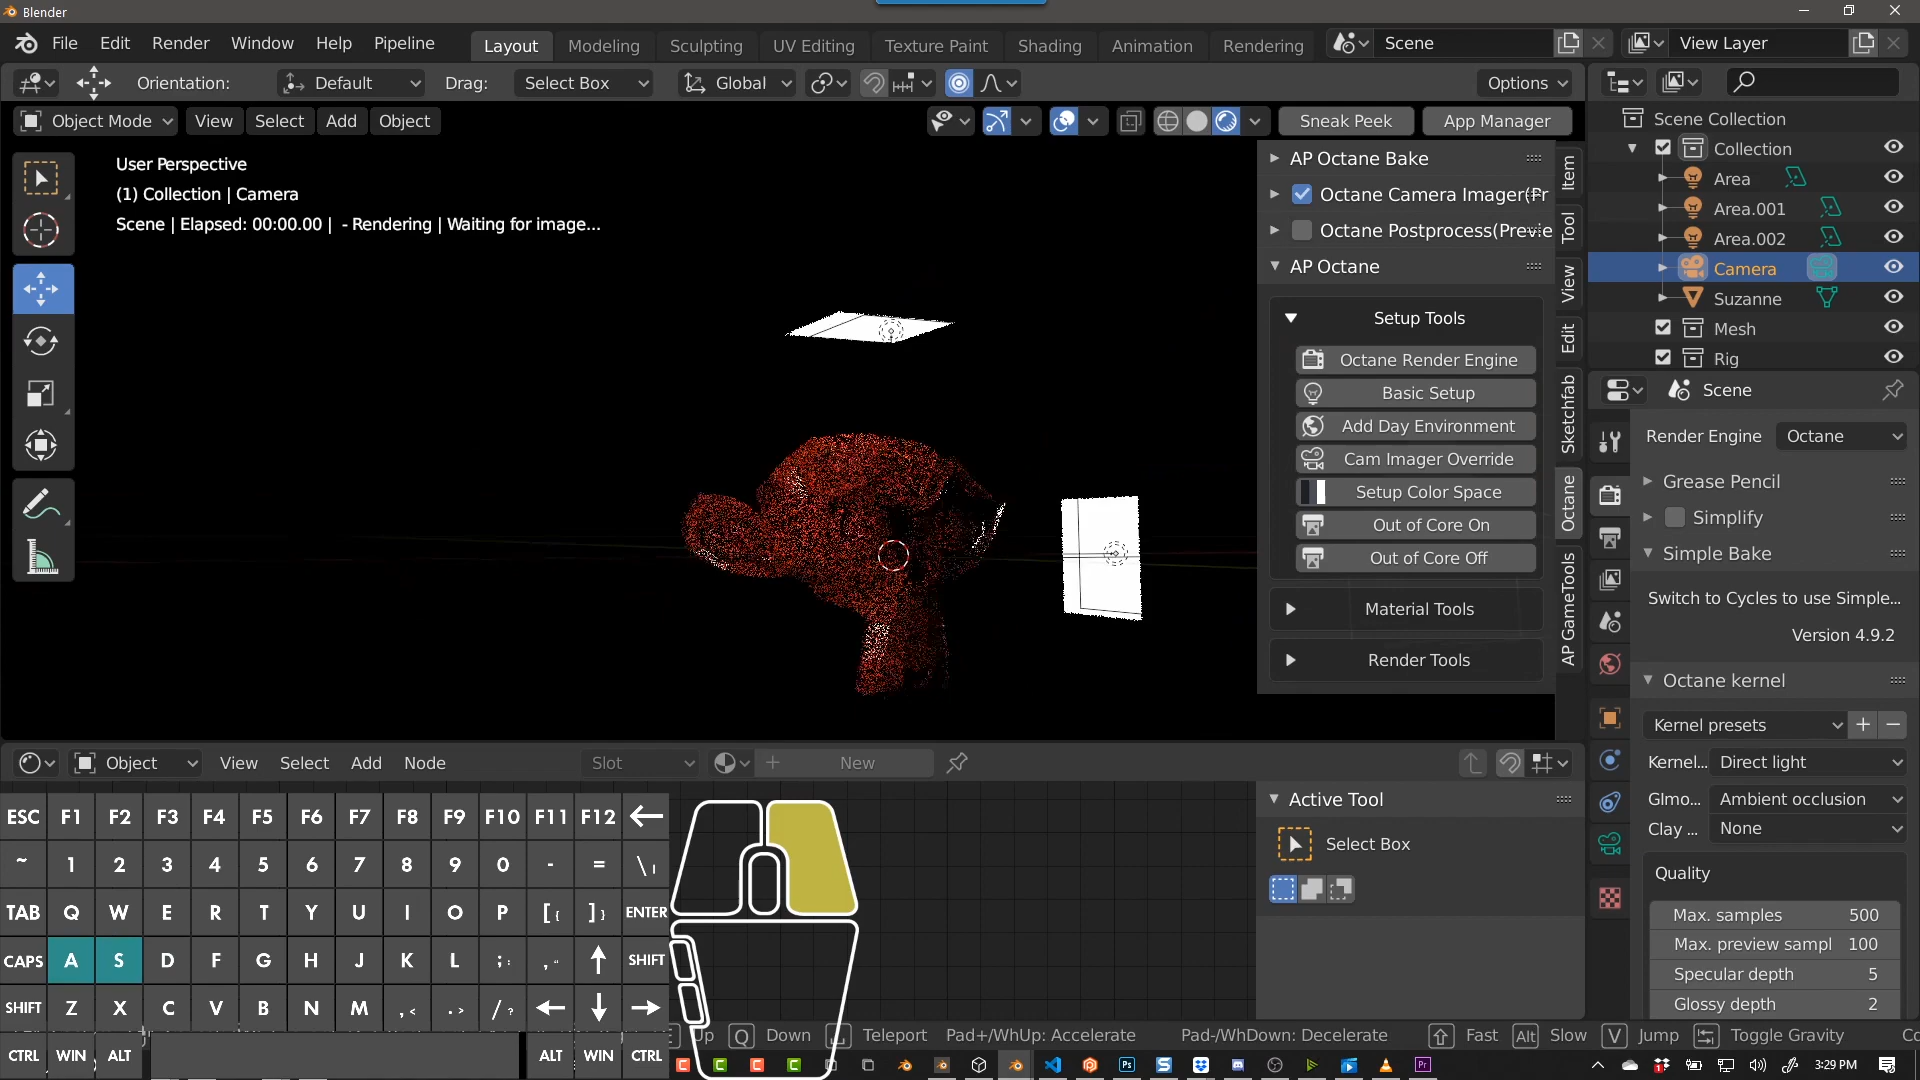 Blender
File Edit Render Window Help Pipeline
Layout Modeling Sculpting UV Editing Texture Paint Shading Animation Rendering
Scene
View Layer
Orientation: Default Drag: Select Box Global
Options
Object Mode View Select Add Object
Sneak Peek App Manager
User Perspective
(1) Collection | Camera
Scene | Elapsed: 00:00.00 | - Rendering | Waiting for image...
AP Octane Bake
Octane Camera Imager(Pr
Octane Postprocess(Previe
AP Octane
Setup Tools
Octane Render Engine
Basic Setup
Add Day Environment
Cam Imager Override
Setup Color Space
Out of Core On
Out of Core Off
Material Tools
Render Tools
Item
Tool
View
Edit
Sketchfab
Octane
AP GameTools
Scene Collection
Collection
Area
Area.001
Area.002
Camera
Suzanne
Mesh
Rig
Scene
Render Engine Octane
Grease Pencil
Simplify
Simple Bake
Switch to Cycles to use Simple...
Version 4.9.2
Octane kernel
Kernel presets
Kernel... Direct light
GImo... Ambient occlusion
Clay ... None
Quality
Max. samples 500
Max. preview sampl 100
Specular depth 5
Glossy depth 2
Object View Select Add Node
Slot
New
Active Tool
Select Box
ESC F1 F2 F3 F4 F5 F6 F7 F8 F9 F10 F11 F12 ←
~ 1 2 3 4 5 6 7 8 9 0 - = \ |
TAB Q W E R T Y U I O P [ { ] } ENTER
CAPS A S D F G H J K L ; : , " ↑ SHIFT
SHIFT Z X C V B N M , < . > / ? ← ↓ →
CTRL WIN ALT ALT WIN CTRL
Q Down Teleport Pad+/WhUp: Accelerate Pad-/WhDown: Decelerate Fast Alt Slow V Jump Toggle Gravity Co
3:29 PM